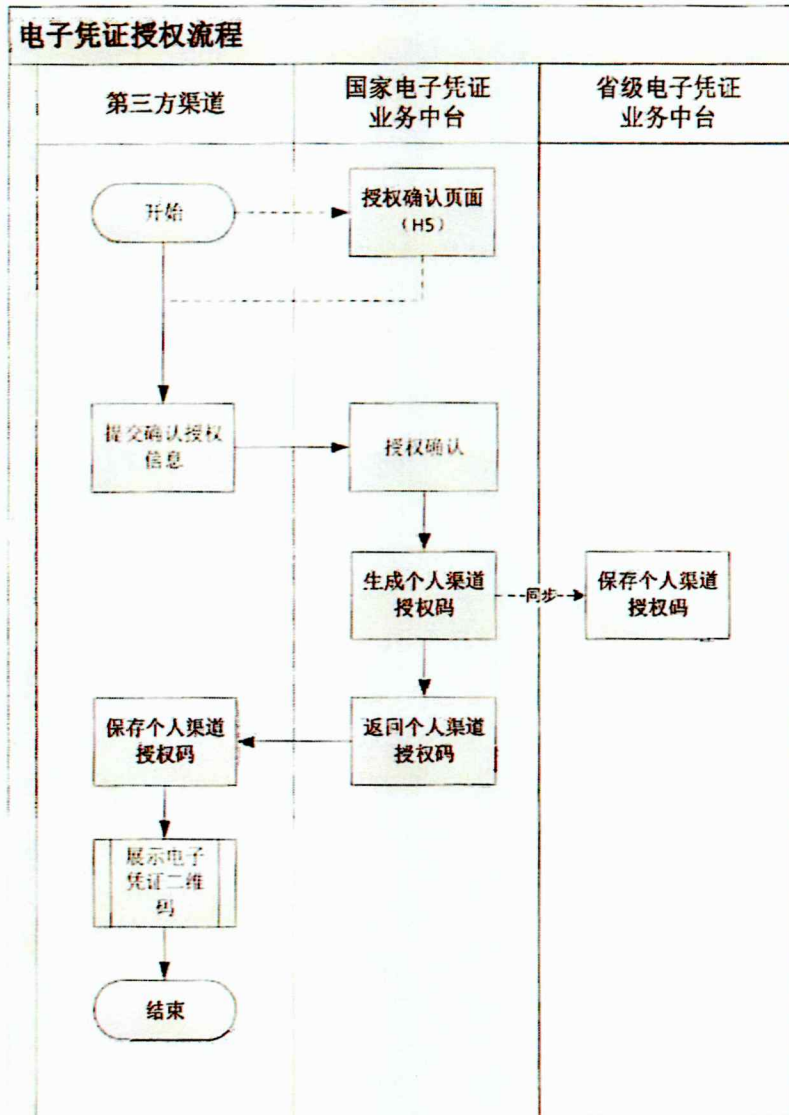 电子凭证授权流程
第三方渠道
国家电子凭证
业务中台
省级电子凭证
业务中台
开始
授权确认页面
（H5）
提交确认授权
信息
授权确认
生成个人渠道
授权码
同步
保存个人渠道
授权码
保存个人渠道
授权码
返回个人渠道
授权码
展示电子
凭证二维
码
结束